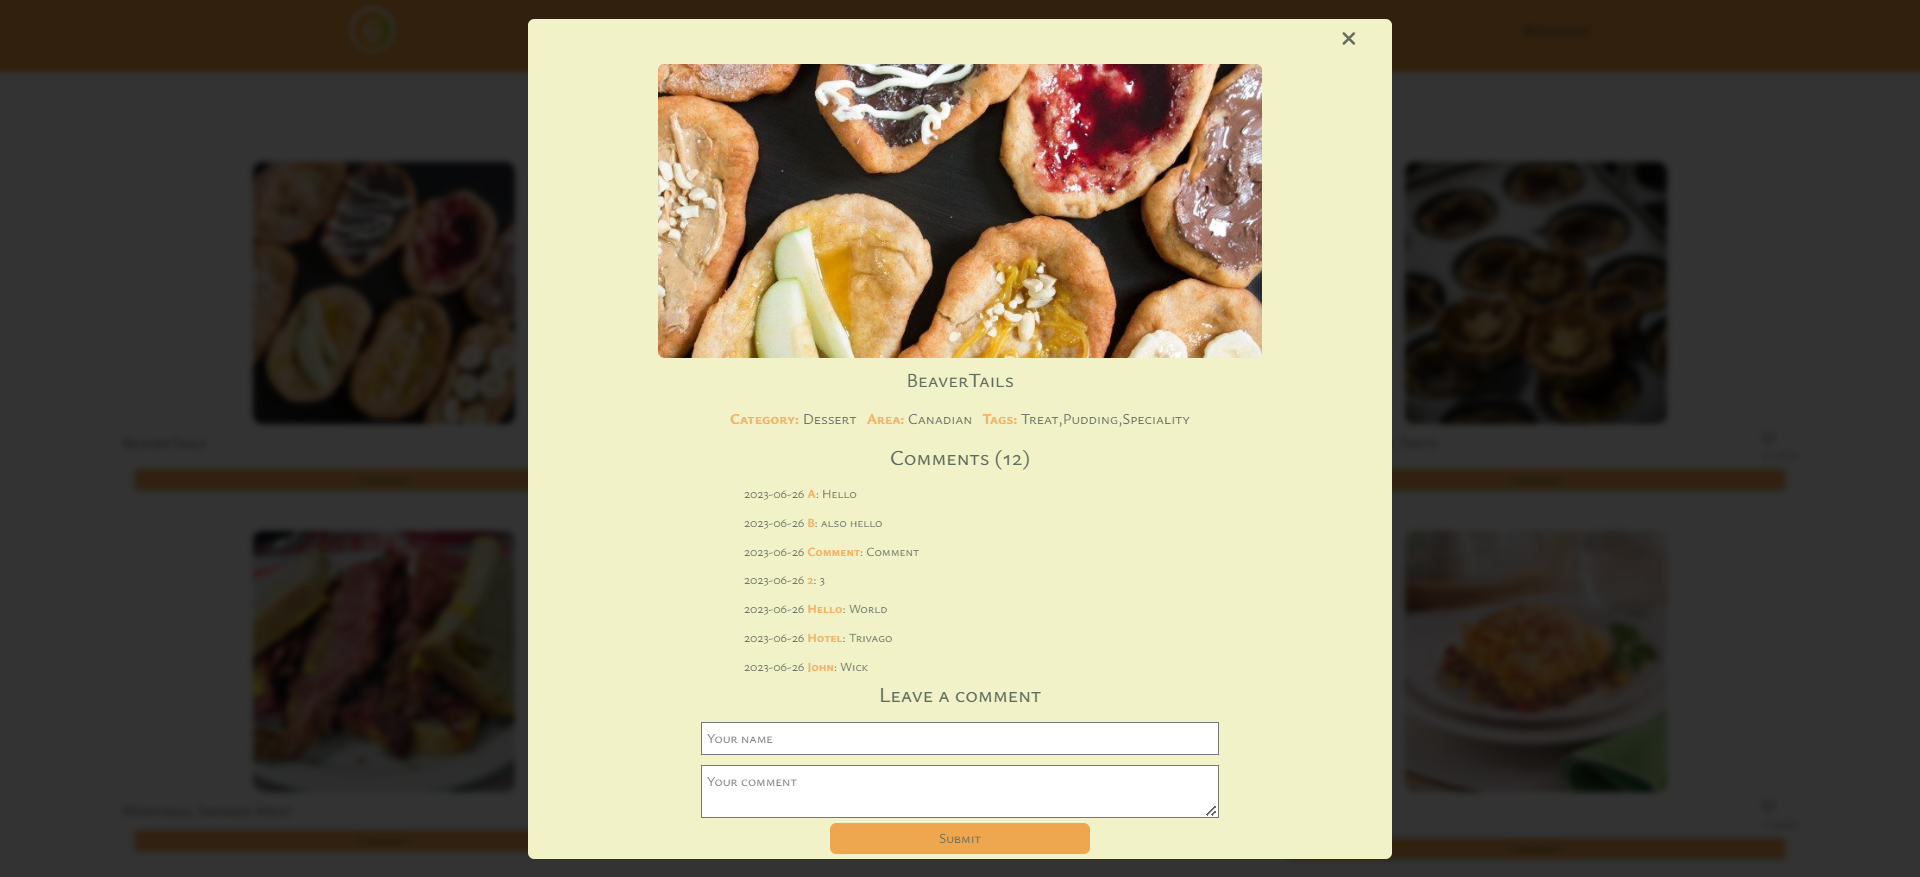 BeaverTails
Category: Dessert Area: Canadian Tags: Treat,Pudding,Speciality
Comments (12)
2023-06-26 A: Hello
2023-06-26 B: also hello
2023-06-26 Comment: Comment
2023-06-26 2: 3
2023-06-26 Hello: World
2023-06-26 Hotel: Trivago
2023-06-26 John: Wick
Leave a comment
Your name
Your comment
Submit